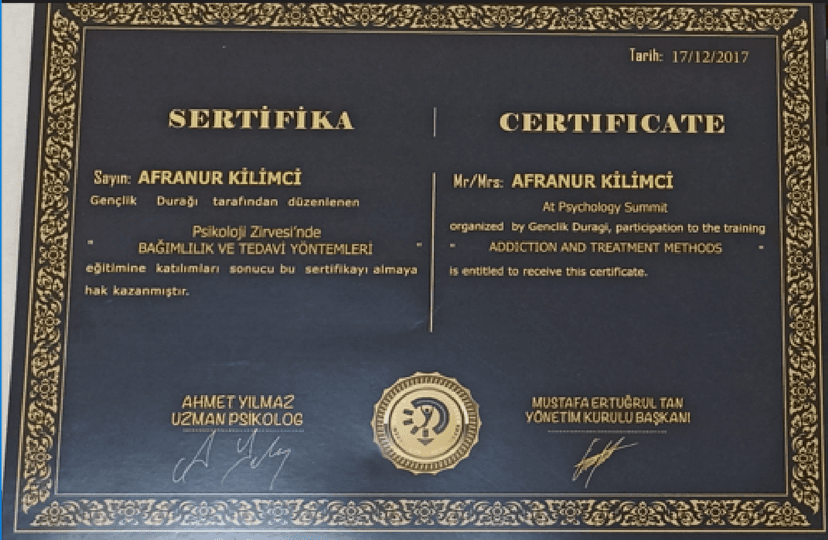 Tarih: 17/12/2017
SERTİFİKA
Sayın: AFRANUR KİLİMCİ
Gençlik Durağı tarafından düzenlenen
Psikoloji Zirvesi'nde
" BAĞIMLILIK VE TEDAVİ YÖNTEMLERİ "
eğitimine katılımları sonucu bu sertifikayı almaya
hak kazanmıştır.
AHMET YILMAZ
UZMAN PSİKOLOG
CERTIFICATE
Mr/Mrs: AFRANUR KİLİMCİ
At Psychology Summit
organized by Genclik Duragi, participation to the training
" ADDICTION AND TREATMENT METHODS "
is entitled to receive this certificate.
MUSTAFA ERTUĞRUL TAN
YÖNETİM KURULU BAŞKANI